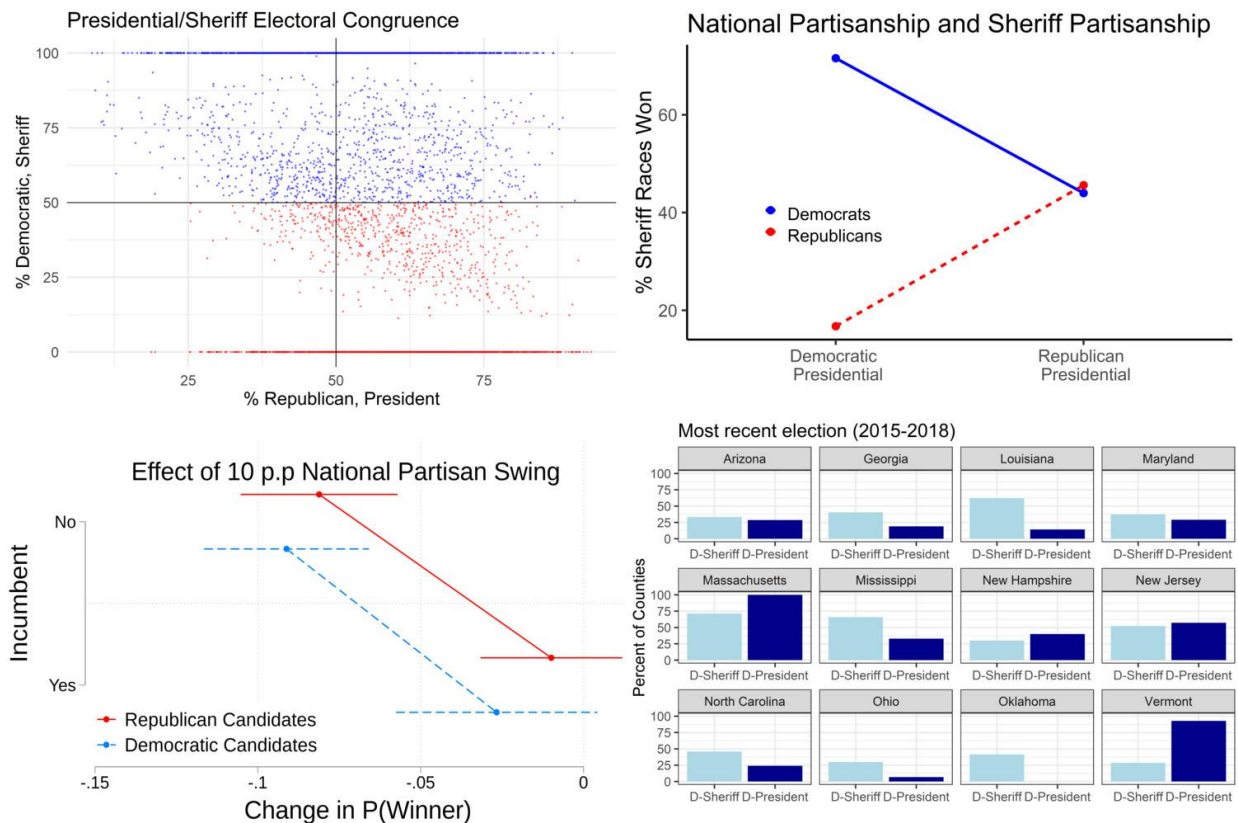 Presidential/Sheriff Electoral Congruence
% Democratic, Sheriff
100
75
50
25
0
25
50
75
% Republican, President
National Partisanship and Sheriff Partisanship
% Sheriff Races Won
60
40
20
Democrats
Republicans
Democratic
Presidential
Republican
Presidential
Effect of 10 p.p National Partisan Swing
Incumbent
No
Yes
Republican Candidates
Democratic Candidates
-.15
-.1
-.05
0
Change in P(Winner)
Most recent election (2015-2018)
Percent of Counties
Arizona
Georgia
Louisiana
Maryland
100
75
50
25
0
D-Sheriff D-President
D-Sheriff D-President
D-Sheriff D-President
D-Sheriff D-President
Massachusetts
Mississippi
New Hampshire
New Jersey
100
75
50
25
0
D-Sheriff D-President
D-Sheriff D-President
D-Sheriff D-President
D-Sheriff D-President
North Carolina
Ohio
Oklahoma
Vermont
100
75
50
25
0
D-Sheriff D-President
D-Sheriff D-President
D-Sheriff D-President
D-Sheriff D-President